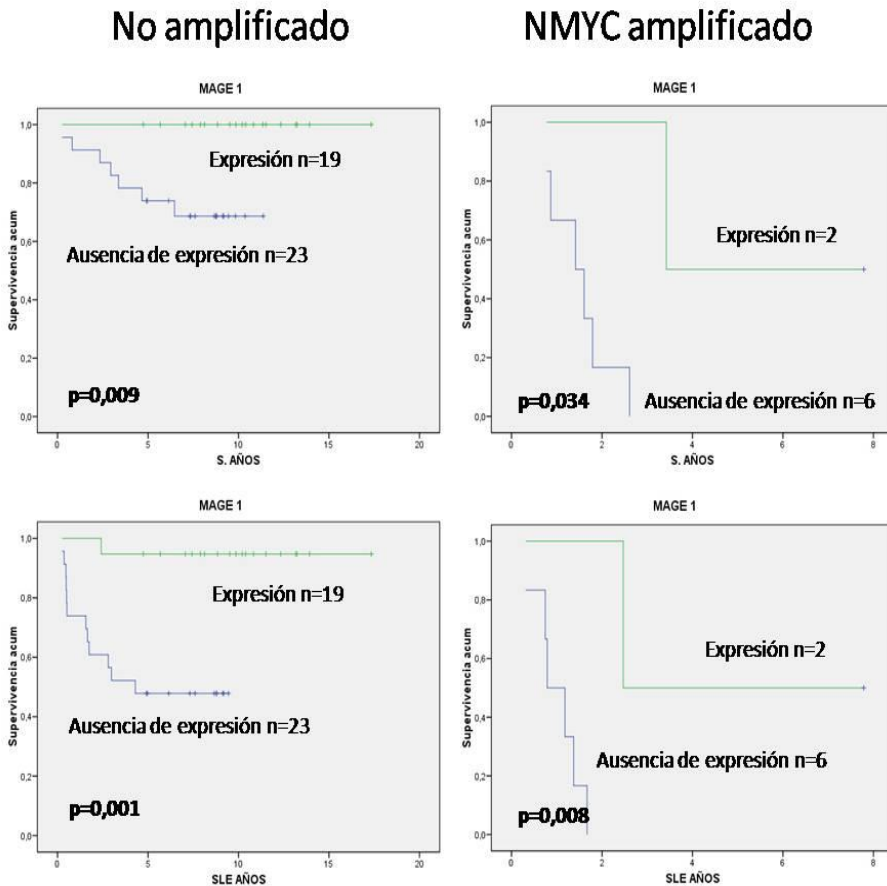 No amplificado
NMYC amplificado
MAGE 1
Supervivencia acum
1,0
0,8
0,6
0,4
0,2
0,0
Expresión n=19
Ausencia de expresión n=23
p=0,009
0 5 10 15 20
S. AÑOS
MAGE 1
Supervivencia acum
1,0
0,8
0,6
0,4
0,2
0,0
Expresión n=2
p=0,034
Ausencia de expresión n=6
0 2 4 6 8
S. AÑOS
MAGE 1
Supervivencia acum
1,0
0,8
0,6
0,4
0,2
0,0
Expresión n=19
Ausencia de expresión n=23
p=0,001
0 5 10 15 20
SLE AÑOS
MAGE 1
Supervivencia acum
1,0
0,8
0,6
0,4
0,2
0,0
Expresión n=2
Ausencia de expresión n=6
p=0,008
0 2 4 6 8
SLE AÑOS